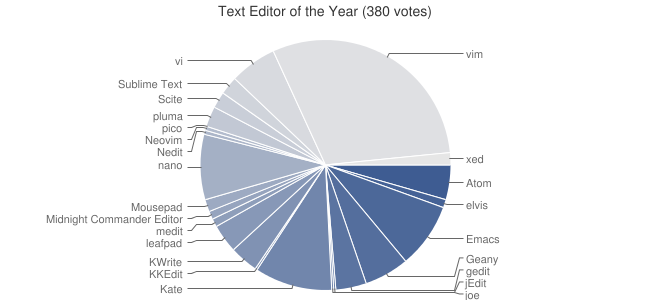 Text Editor of the Year (380 votes)
vim
vi
Sublime Text
Scite
pluma
pico
Neovim
Nedit
nano
Mousepad
Midnight Commander Editor
medit
leafpad
KWrite
KKEdit
Kate
xed
Atom
elvis
Emacs
Geany
gedit
jEdit
joe